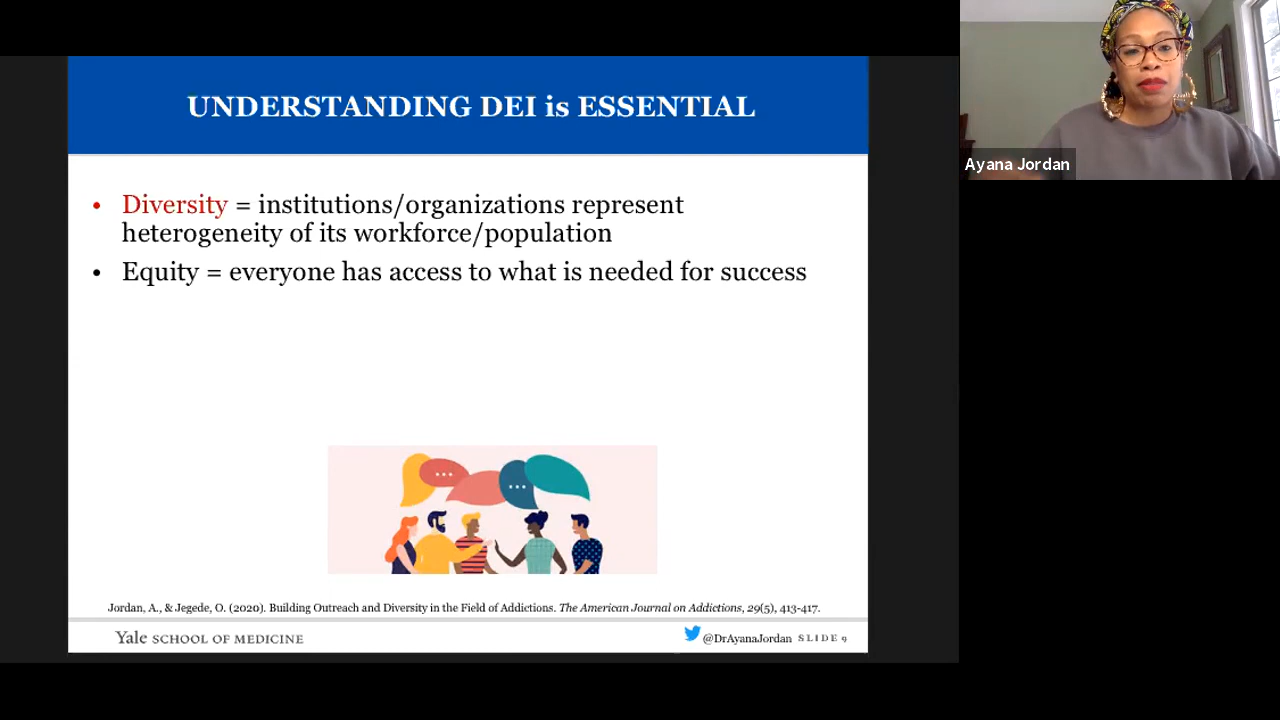 UNDERSTANDING DEI is ESSENTIAL
• Diversity = institutions/organizations represent
heterogeneity of its workforce/population
• Equity = everyone has access to what is needed for success
Jordan, A., & Jegede, O. (2020). Building Outreach and Diversity in the Field of Addictions. The American Journal on Addictions, 29(5), 413-417.
Yale SCHOOL OF MEDICINE
@DrAyanaJordan SLIDE 9
Ayana Jordan